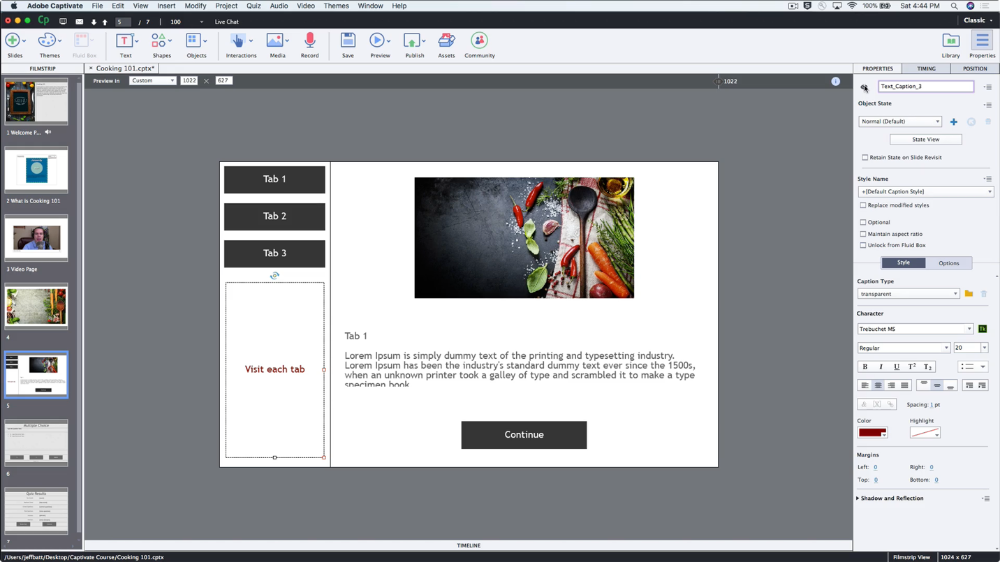 Adobe Captivate File Edit View Insert Modify Project Quiz Audio Video Themes Window Help
100% Sat 4:44 PM
Cp 5 / 7 100 Live Chat Classic
Slides Themes Fluid Box Text Shapes Objects Interactions Media Record Save Preview Publish Assets Community Library Properties
FILMSTRIP
× Cooking 101.cptx*
PROPERTIES TIMING POSITION
Preview in Custom 1022 × 627 1022
Text_Caption_3
Object State
Normal (Default)
State View
Retain State on Slide Revisit
Style Name
+[Default Caption Style]
Replace modified styles
Optional
Maintain aspect ratio
Unlock from Fluid Box
Style Options
Caption Type
transparent
Character
Trebuchet MS Tk
Regular 20
B I U T² T₂
Spacing: 1 pt
Color Highlight
Margins
Left: 0 Right: 0
Top: 0 Bottom: 0
Shadow and Reflection
1 Welcome P...
2 What is Cooking 101
3 Video Page
4
5
Multiple Choice
6
Quiz Results
7
Tab 1
Tab 2
Tab 3
Visit each tab
Tab 1
Lorem Ipsum is simply dummy text of the printing and typesetting industry.
Lorem Ipsum has been the industry's standard dummy text ever since the 1500s,
when an unknown printer took a galley of type and scrambled it to make a type
specimen book
Continue
TIMELINE
/Users/jeffbatt/Desktop/Captivate Course/Cooking 101.cptx Filmstrip View 1024 x 627